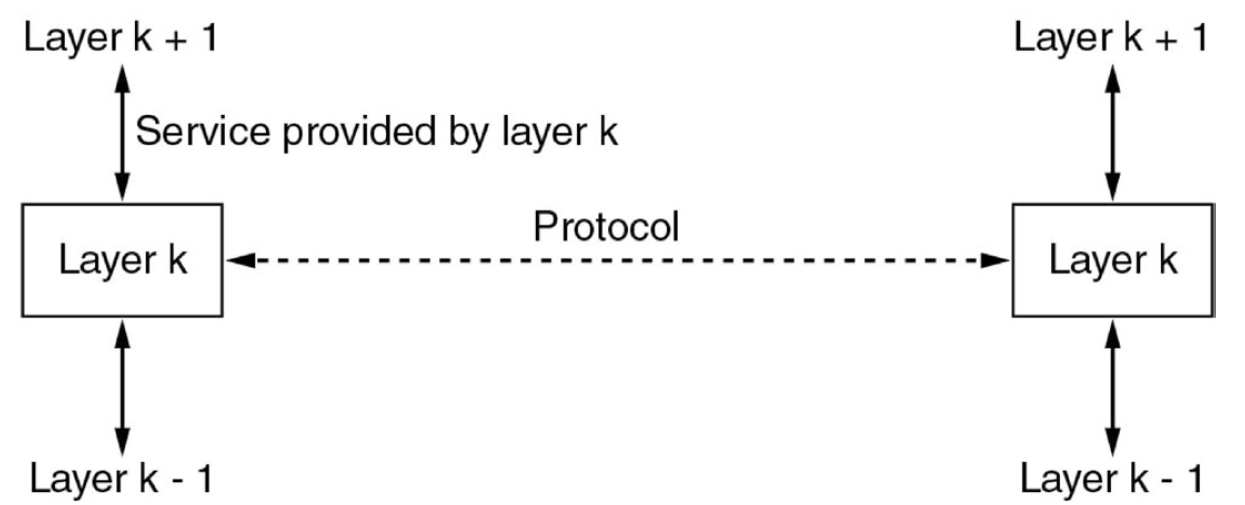 Layer k + 1
Layer k + 1
Service provided by layer k
Protocol
Layer k
Layer k
Layer k - 1
Layer k - 1